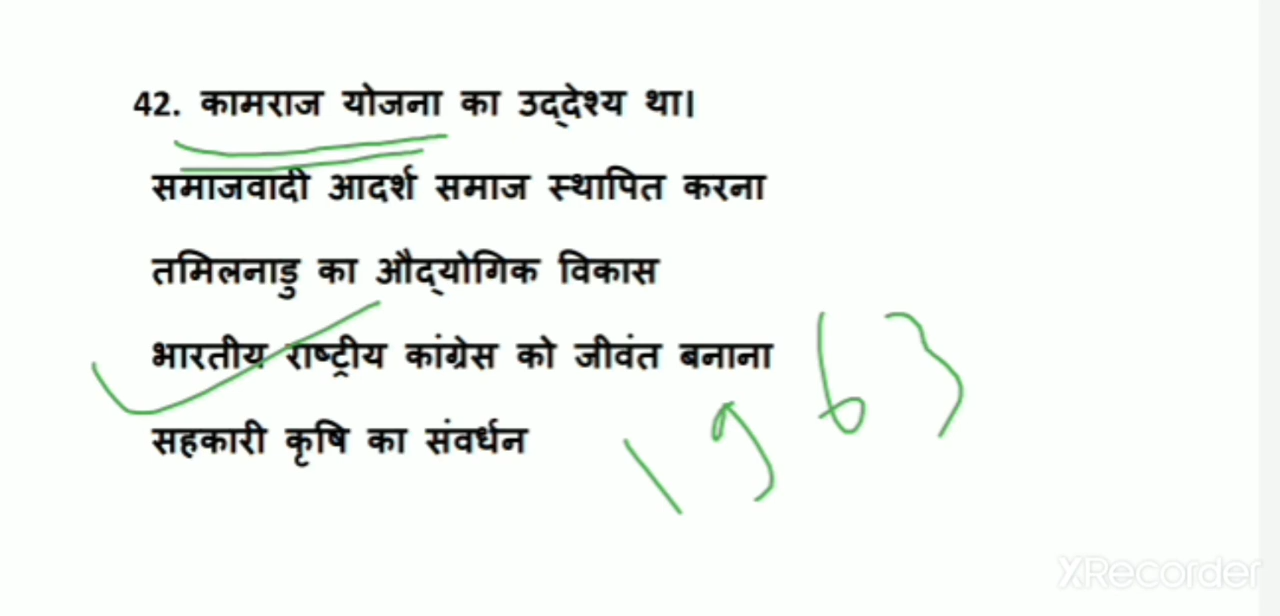 42. कामराज योजना का उद्देश्य था।
समाजवादी आदर्श समाज स्थापित करना
तमिलनाडु का औद्योगिक विकास
भारतीय राष्ट्रीय कांग्रेस को जीवंत बनाना
सहकारी कृषि का संवर्धन
1963
XRecorder